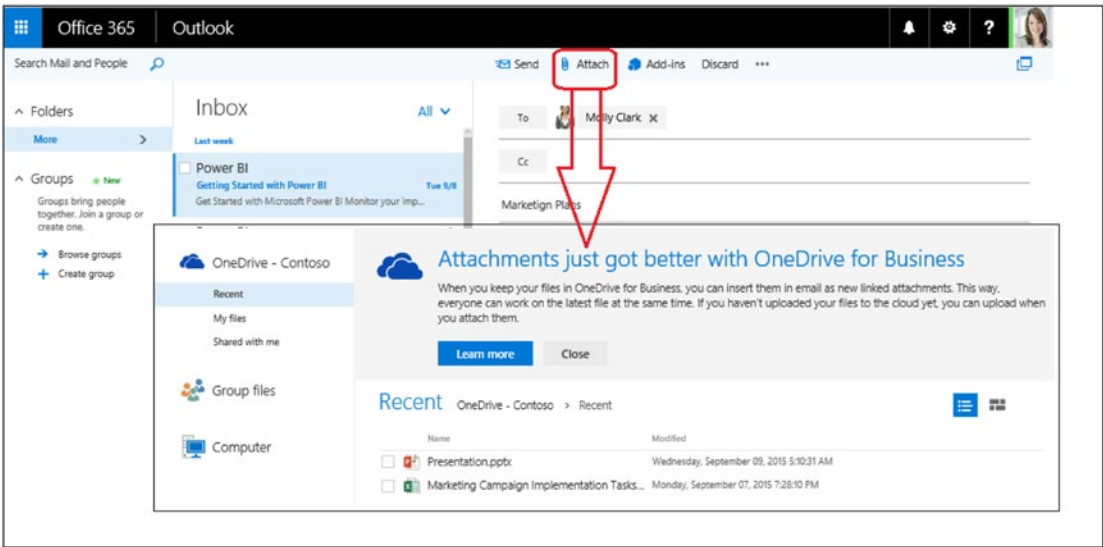 Office 365
Outlook
?
Search Mail and People
Send
Attach
Add-ins
Discard
•••
Folders
More
Groups
New
Groups bring people
together. Join a group or
create one.
Browse groups
Create group
Inbox
All
Last week
Power BI
Getting Started with Power BI
Tue 9/8
Get Started with Microsoft Power BI Monitor your imp...
To
Molly Clark
Cc
Marketign Plans
OneDrive - Contoso
Recent
My files
Shared with me
Group files
Computer
Attachments just got better with OneDrive for Business
When you keep your files in OneDrive for Business, you can insert them in email as new linked attachments. This way,
everyone can work on the latest file at the same time. If you haven't uploaded your files to the cloud yet, you can upload when
you attach them.
Learn more
Close
Recent
OneDrive - Contoso > Recent
Name
Modified
Presentation.pptx
Wednesday, September 09, 2015 5:10:31 AM
Marketing Campaign Implementation Tasks...
Monday, September 07, 2015 7:28:10 PM